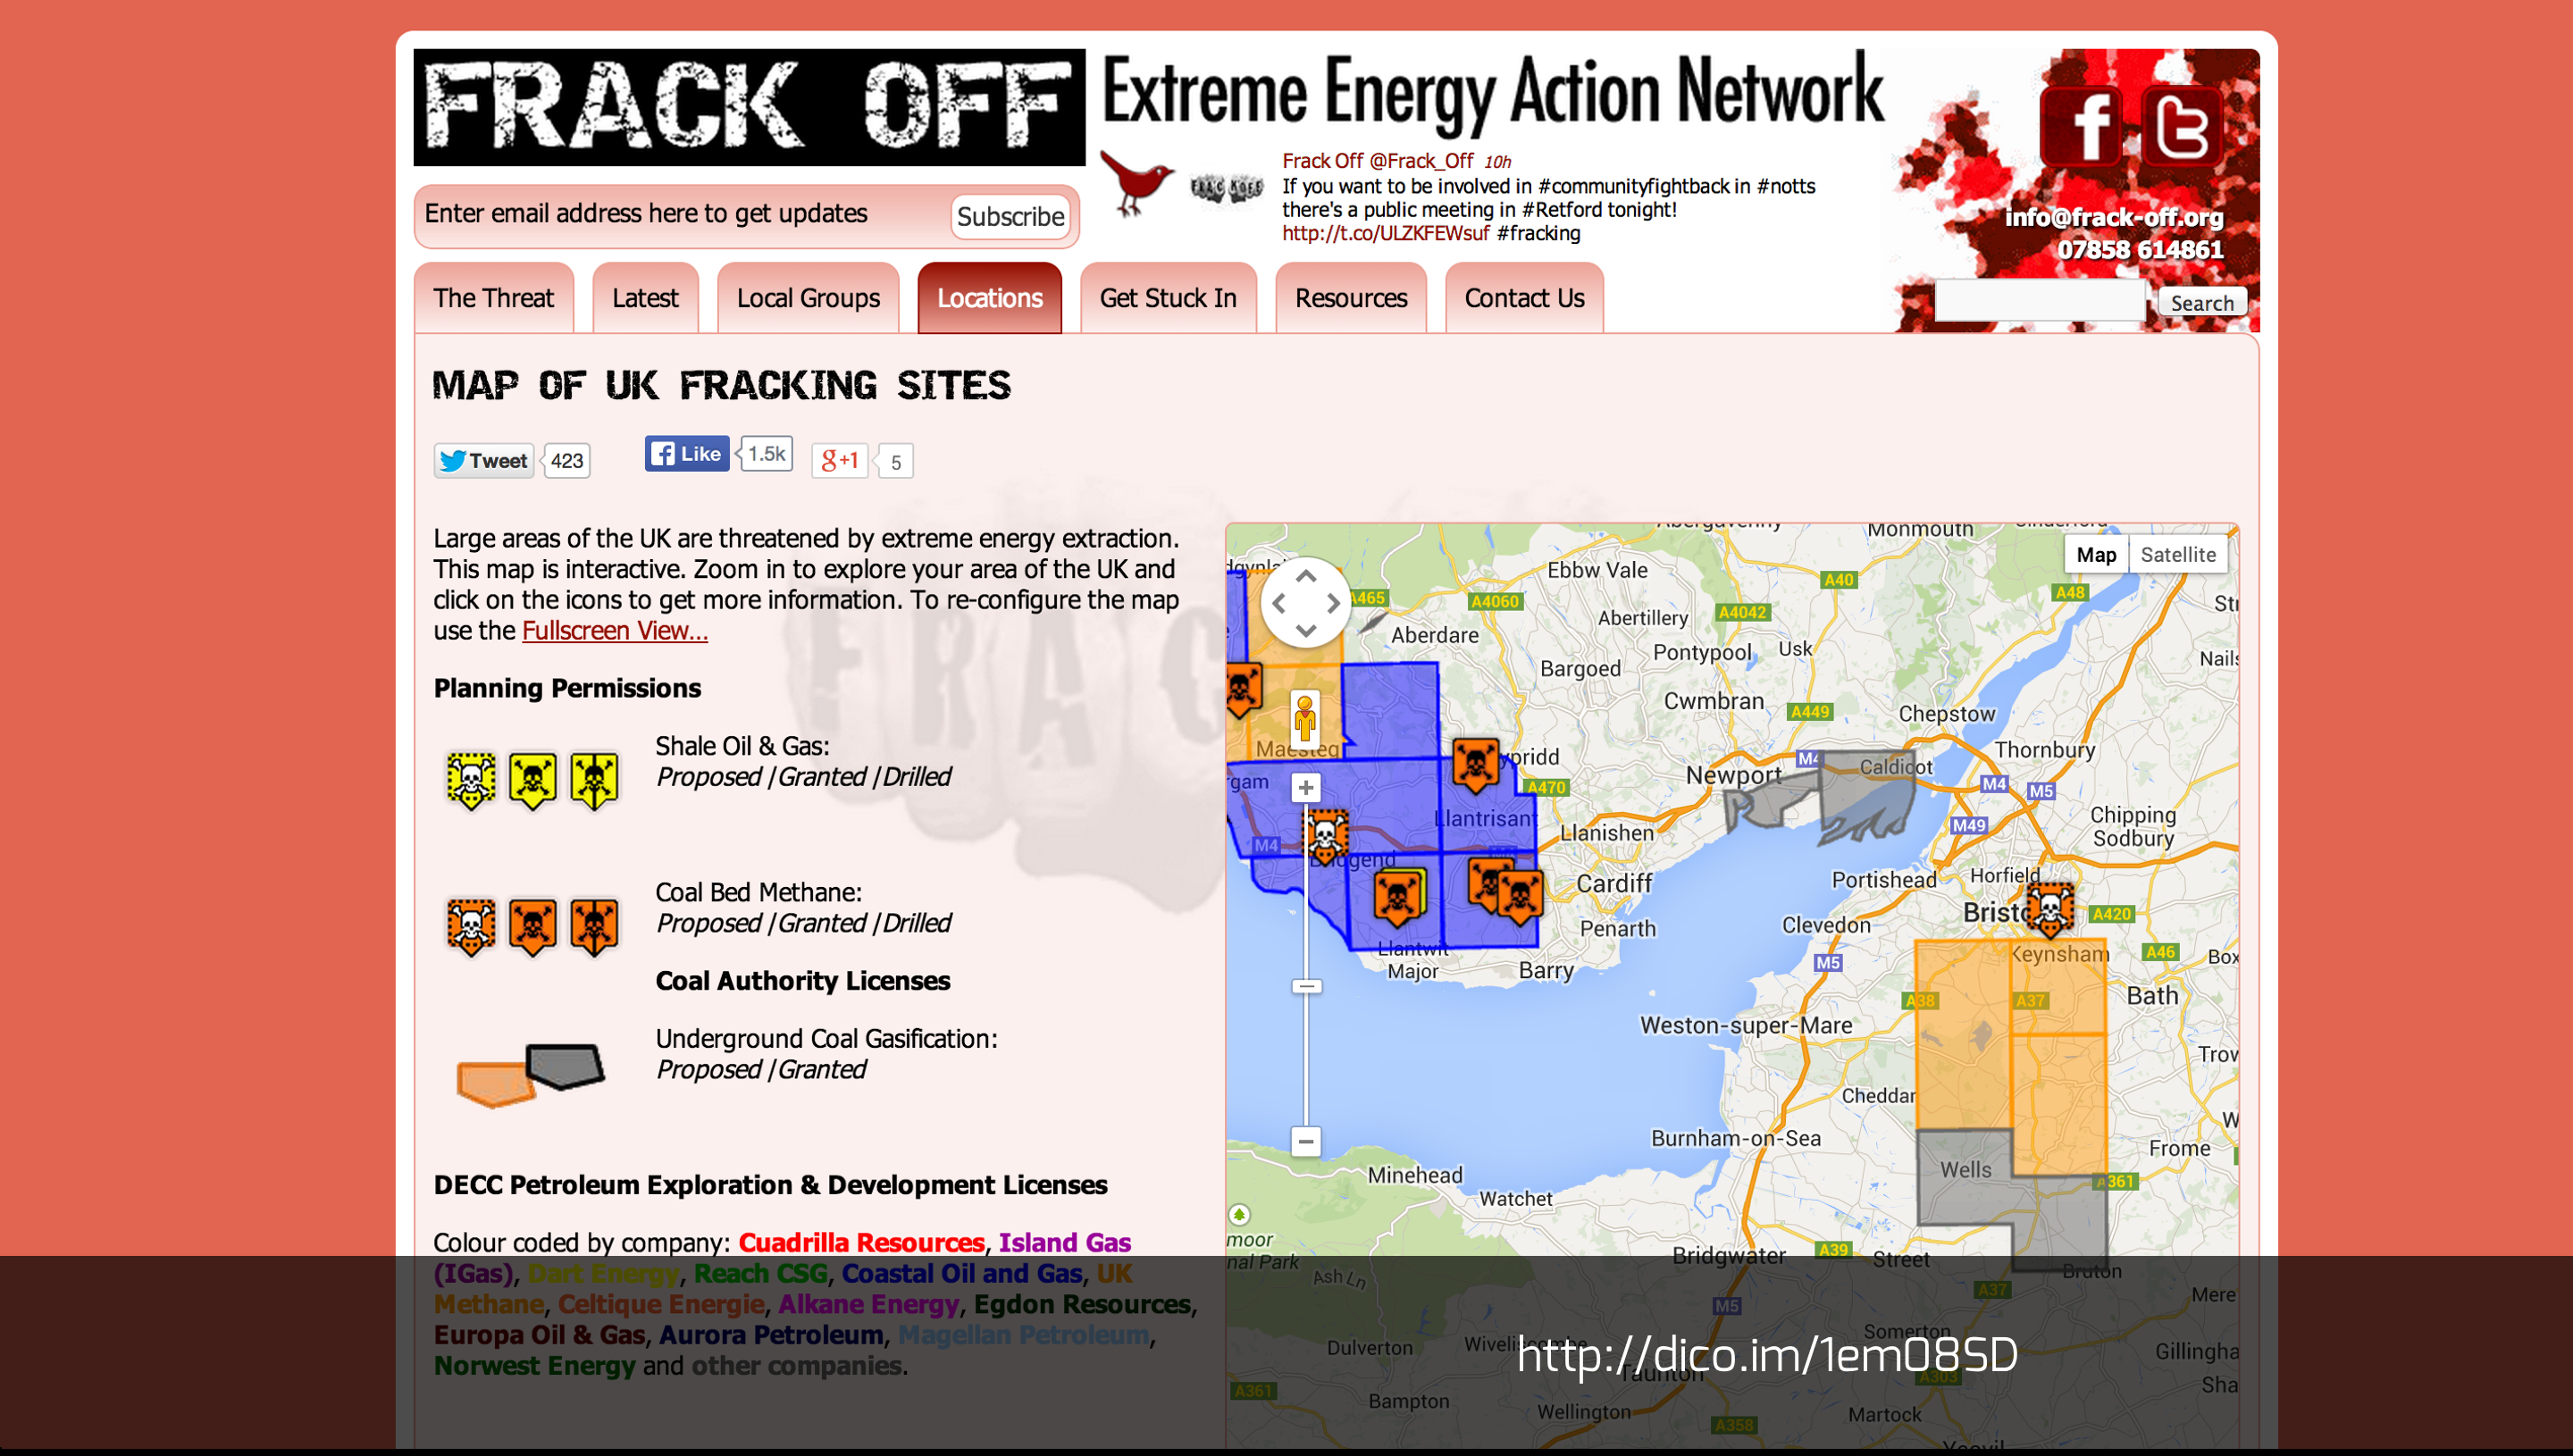 FRACK OFF
Extreme Energy Action Network
Frack Off @Frack_Off 10h
If you want to be involved in #communityfightback in #notts
there's a public meeting in #Retford tonight!
http://t.co/ULZKFEWsuf #fracking
info@frack-off.org
07858 614861
Enter email address here to get updates
Subscribe
Search
The Threat
Latest
Local Groups
Locations
Get Stuck In
Resources
Contact Us
MAP OF UK FRACKING SITES
Tweet
423
Like
1.5k
g+1
5
Large areas of the UK are threatened by extreme energy extraction.
This map is interactive. Zoom in to explore your area of the UK and
click on the icons to get more information. To re-configure the map
use the Fullscreen View...
Planning Permissions
Shale Oil & Gas:
Proposed /Granted /Drilled
Coal Bed Methane:
Proposed /Granted /Drilled
Coal Authority Licenses
Underground Coal Gasification:
Proposed /Granted
DECC Petroleum Exploration & Development Licenses
Colour coded by company: Cuadrilla Resources, Island Gas
(IGas), Dart Energy, Reach CSG, Coastal Oil and Gas, UK
Methane, Celtique Energie, Alkane Energy, Egdon Resources,
Europa Oil & Gas, Aurora Petroleum, Magellan Petroleum,
Norwest Energy and other companies.
Map
Satellite
Abergavenny
Monmouth
Ebbw Vale
A40
A48
A465
A4060
A4042
Abertillery
Aberdare
Pontypool
Usk
Bargoed
Cwmbran
A449
Chepstow
Maesteg
Thornbury
Newport
M4
Caldicot
A470
M4
M5
Llantrisant
Llanishen
M49
Chipping
Sodbury
M4
Cardiff
Portishead
Horfield
A420
Penarth
Clevedon
Llantwit
Major
Barry
M5
Keynsham
A46
Bath
A38
A37
Weston-super-Mare
Cheddar
Burnham-on-Sea
Frome
Minehead
Wells
A361
Watchet
Bridgwater
A39
Street
nal Park
Ash Ln
Bruton
A37
Mere
M5
Somerton
Dulverton
http://dico.im/1em08SD
Taunton
A303
A361
Bampton
Wellington
A358
Martock